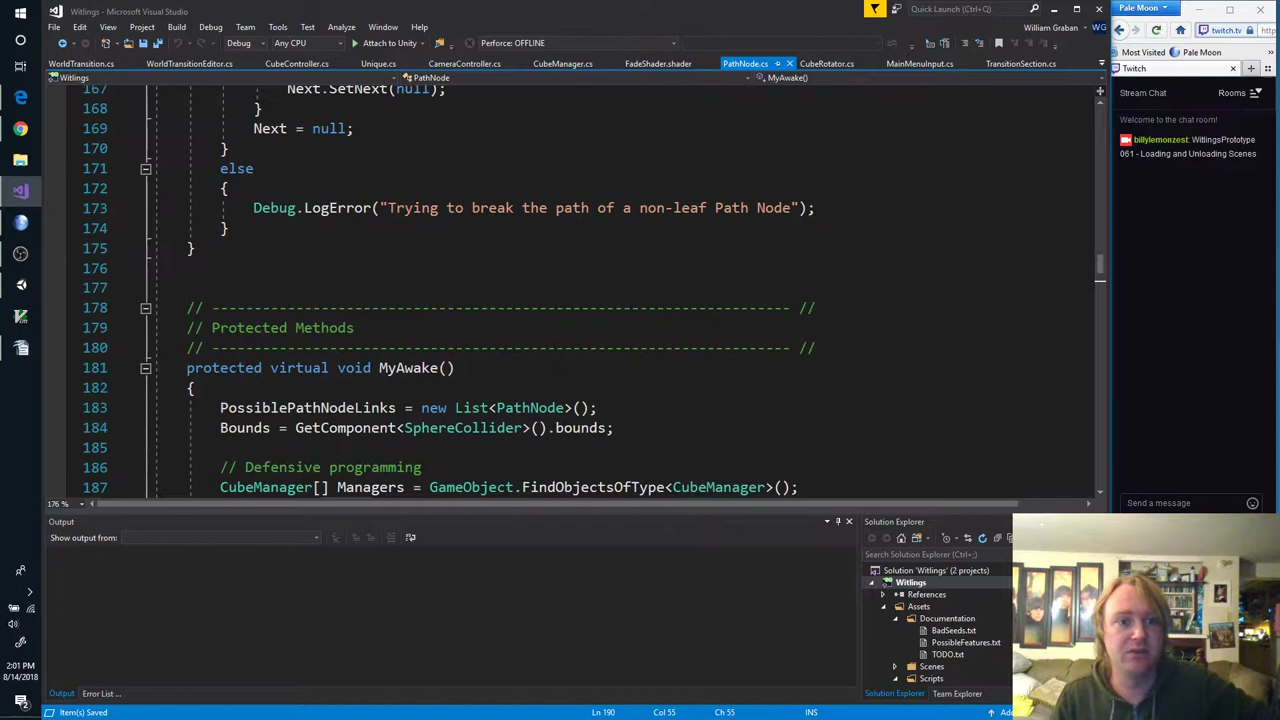 Witlings - Microsoft Visual Studio
Quick Launch (Ctrl+Q)
File Edit View Project Build Debug Team Tools Analyze Window Help
William Graban WG
Debug Any CPU Attach to Unity Perforce: OFFLINE
WorldTransition.cs WorldTransitionEditor.cs CubeController.cs Unique.cs CameraController.cs CubeManager.cs FadeShader.shader PathNode.cs CubeRotator.cs MainMenuInput.cs TransitionSection.cs
Witlings PathNode MyAwake()
167 Next.SetNext(null);
168 }
169 Next = null;
170 }
171 else
172 {
173 Debug.LogError("Trying to break the path of a non-leaf Path Node");
174 }
175 }
176
177
178 // --------------------------------------------------------------------- //
179 // Protected Methods
180 // --------------------------------------------------------------------- //
181 protected virtual void MyAwake()
182 {
183 PossiblePathNodeLinks = new List<PathNode>();
184 Bounds = GetComponent<SphereCollider>().bounds;
185
186 // Defensive programming
187 CubeManager[] Managers = GameObject.FindObjectsOfType<CubeManager>();
176 %
Output
Show output from:
Output Error List ...
Solution Explorer
Search Solution Explorer (Ctrl+;)
Solution 'Witlings' (2 projects)
Witlings
References
Assets
Documentation
BadSeeds.txt
PossibleFeatures.txt
TODO.txt
Scenes
Scripts
Solution Explorer Team Explorer
Item(s) Saved Ln 190 Col 55 Ch 55 INS
2:01 PM
8/14/2018
2
Pale Moon
twitch.tv
Most Visited Pale Moon
Twitch
Stream Chat Rooms
Welcome to the chat room!
billylemonzest: WitlingsPrototype
061 - Loading and Unloading Scenes
Send a message